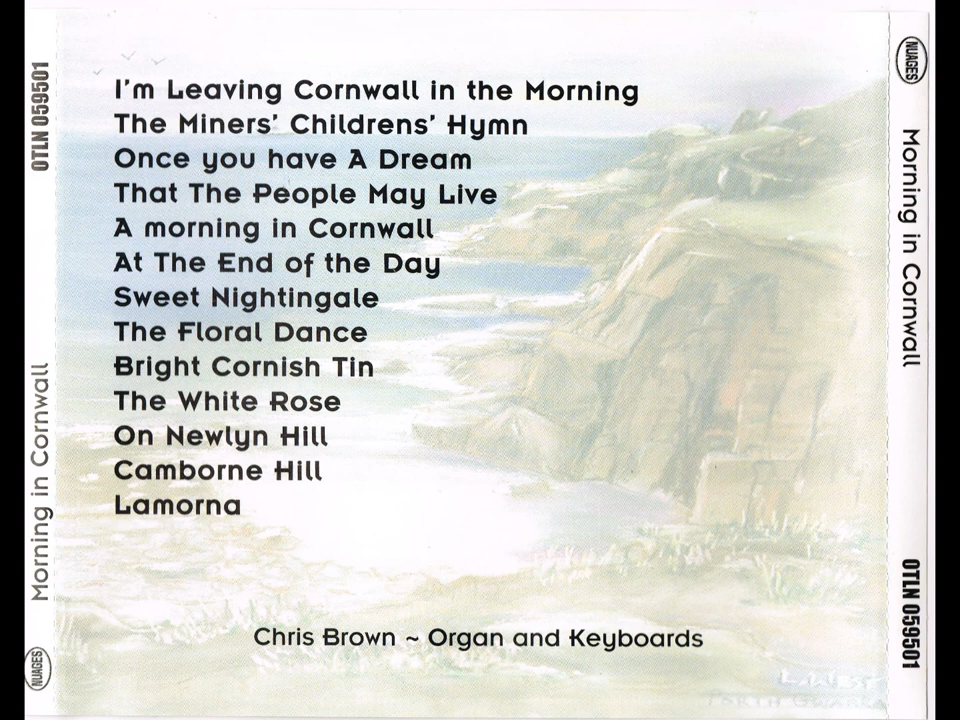 I'm Leaving Cornwall in the Morning
The Miners' Childrens' Hymn
Once you have A Dream
That The People May Live
A morning in Cornwall
At The End of the Day
Sweet Nightingale
The Floral Dance
Bright Cornish Tin
The White Rose
On Newlyn Hill
Camborne Hill
Lamorna
Chris Brown ~ Organ and Keyboards
OTLN 059501
Morning in Cornwall
NUAGES
NUAGES
Morning in Cornwall
OTLN 059501